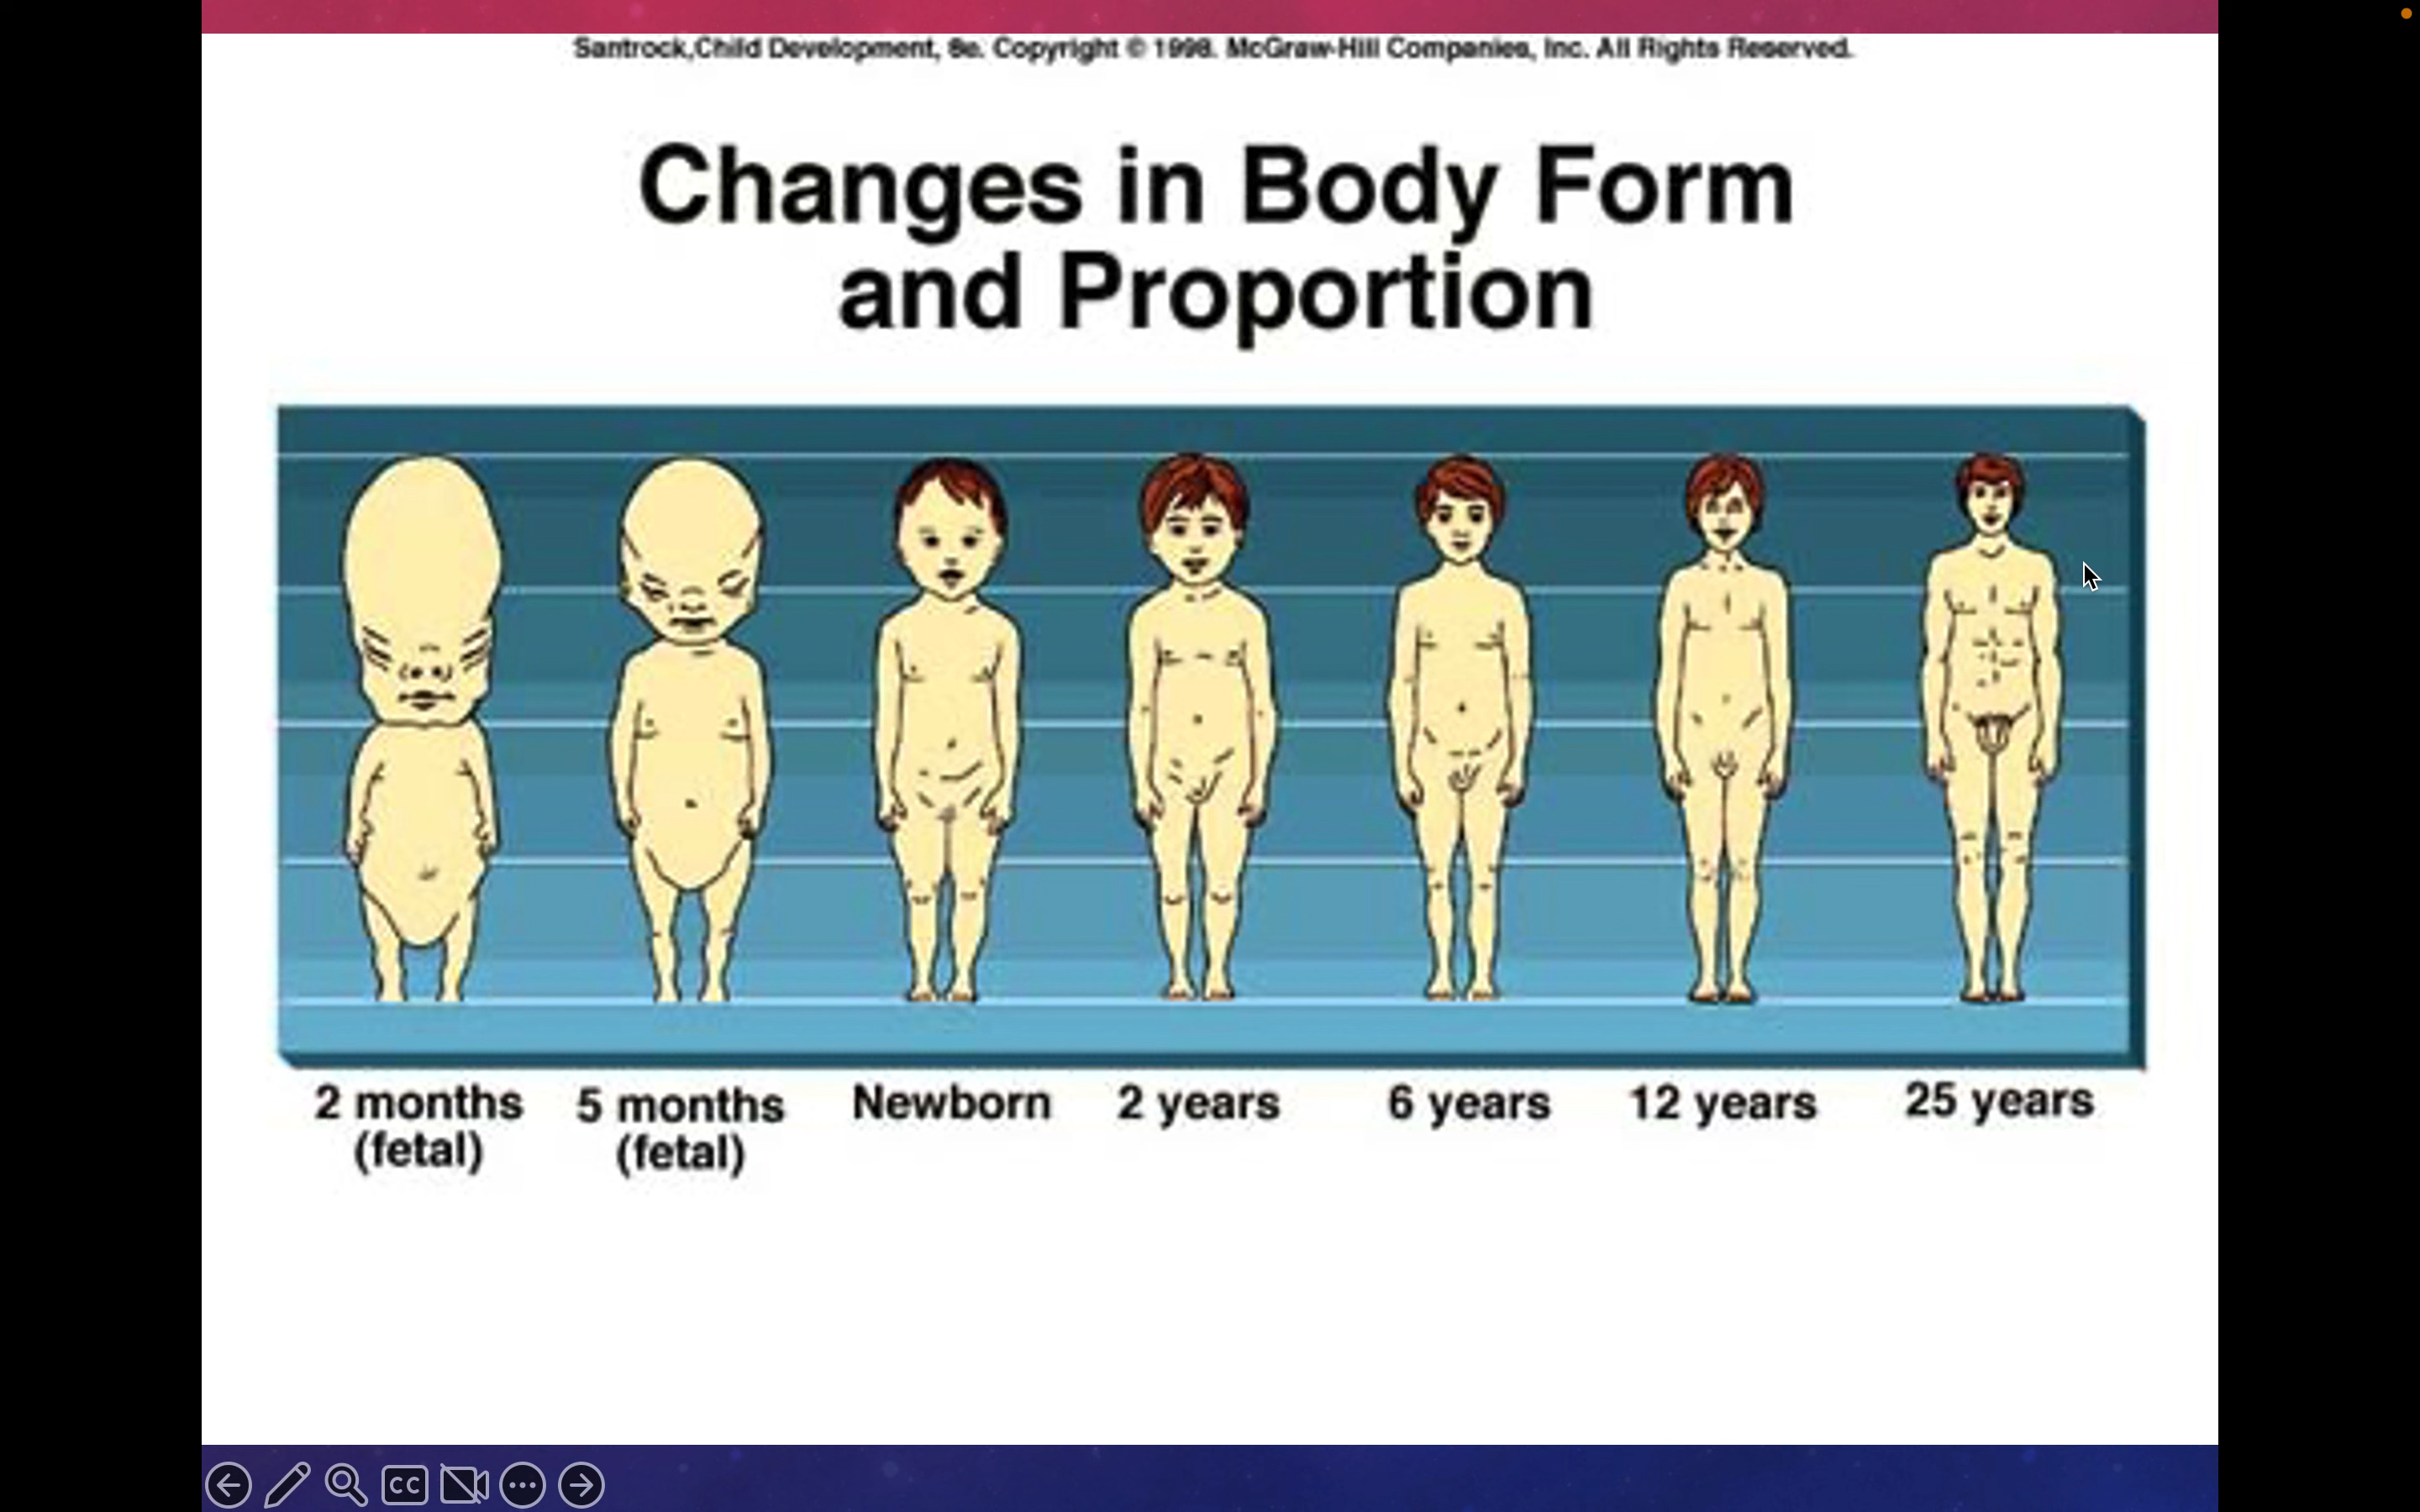 Santrock,Child Development, 8e. Copyright © 1998. McGraw-Hill Companies, Inc. All Rights Reserved.
Changes in Body Form
and Proportion
2 months
(fetal)
5 months
(fetal)
Newborn
2 years
6 years
12 years
25 years
CC